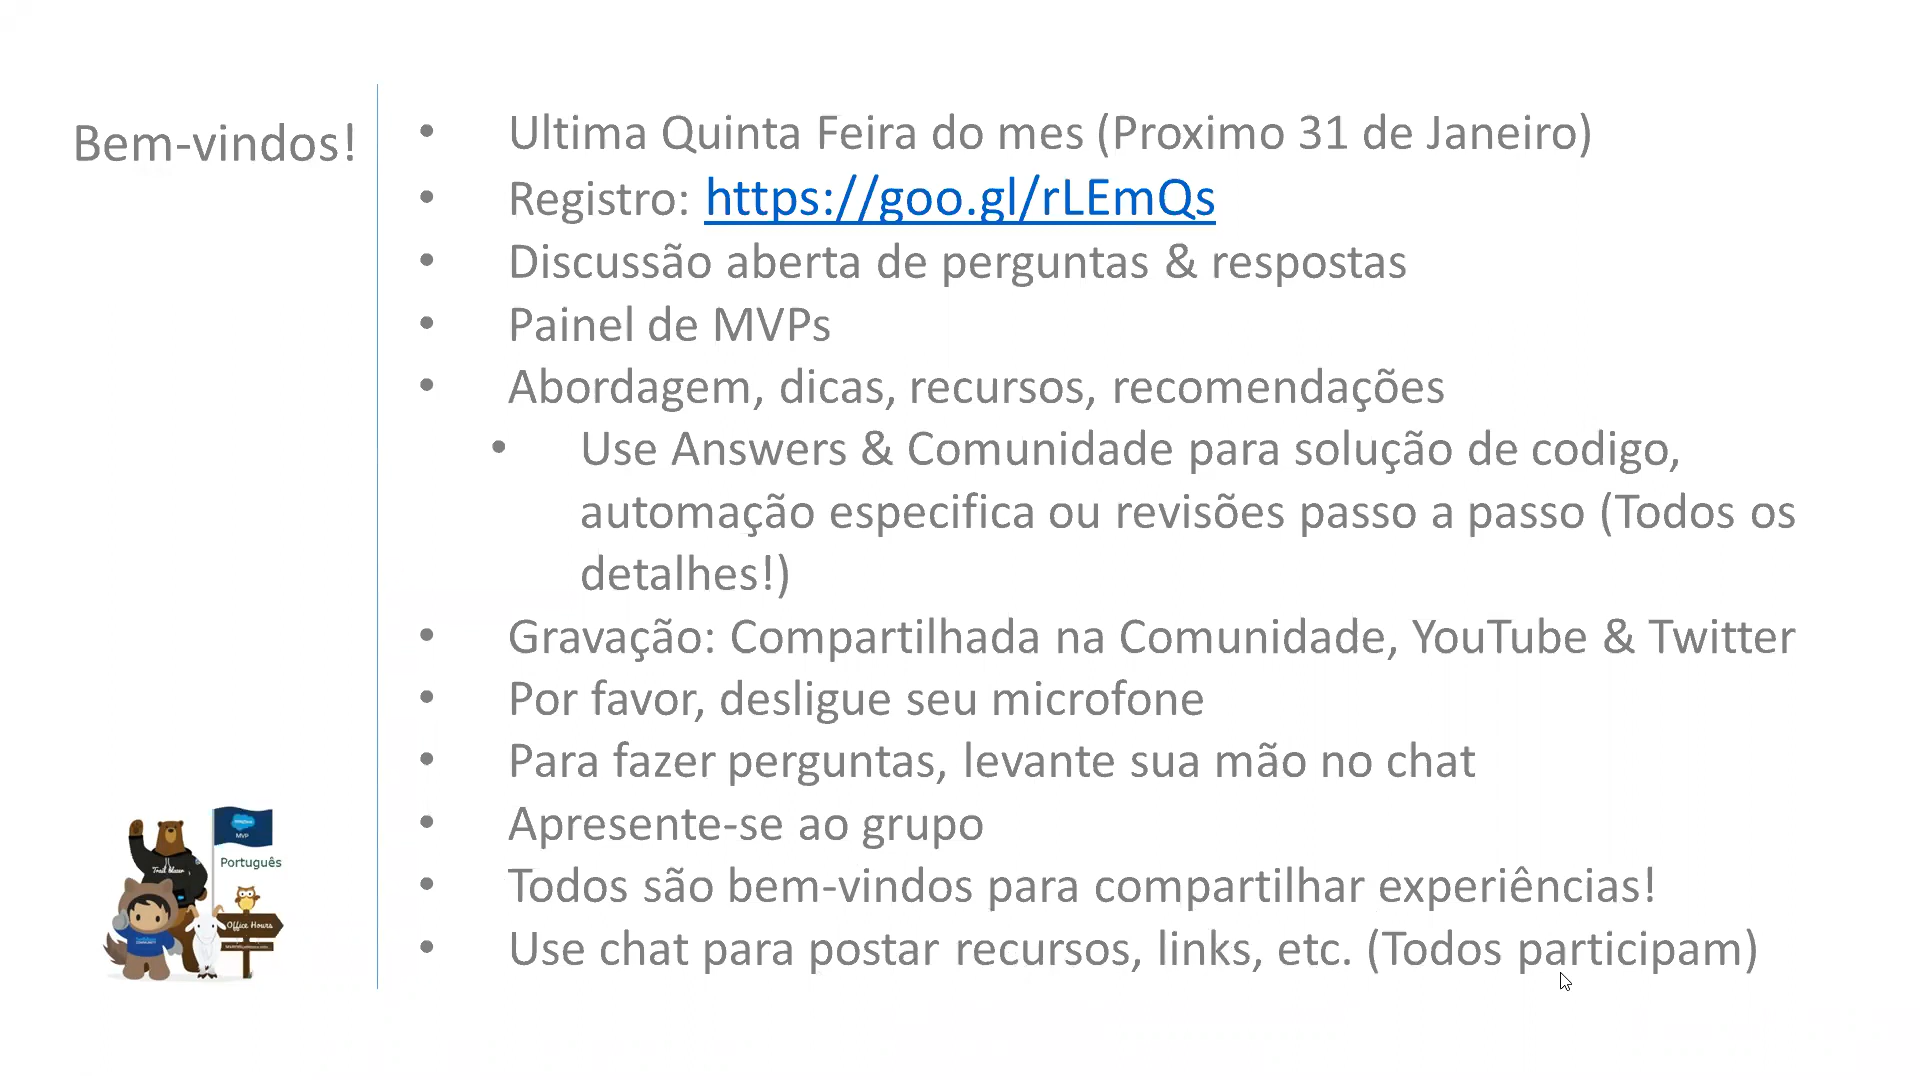 Bem-vindos!
• Ultima Quinta Feira do mes (Proximo 31 de Janeiro)
• Registro: https://goo.gl/rLEmQs
• Discussão aberta de perguntas & respostas
• Painel de MVPs
• Abordagem, dicas, recursos, recomendações
• Use Answers & Comunidade para solução de codigo,
automação especifica ou revisões passo a passo (Todos os
detalhes!)
• Gravação: Compartilhada na Comunidade, YouTube & Twitter
• Por favor, desligue seu microfone
• Para fazer perguntas, levante sua mão no chat
• Apresente-se ao grupo
• Todos são bem-vindos para compartilhar experiências!
• Use chat para postar recursos, links, etc. (Todos participam)
MVP
Português
Office Hours